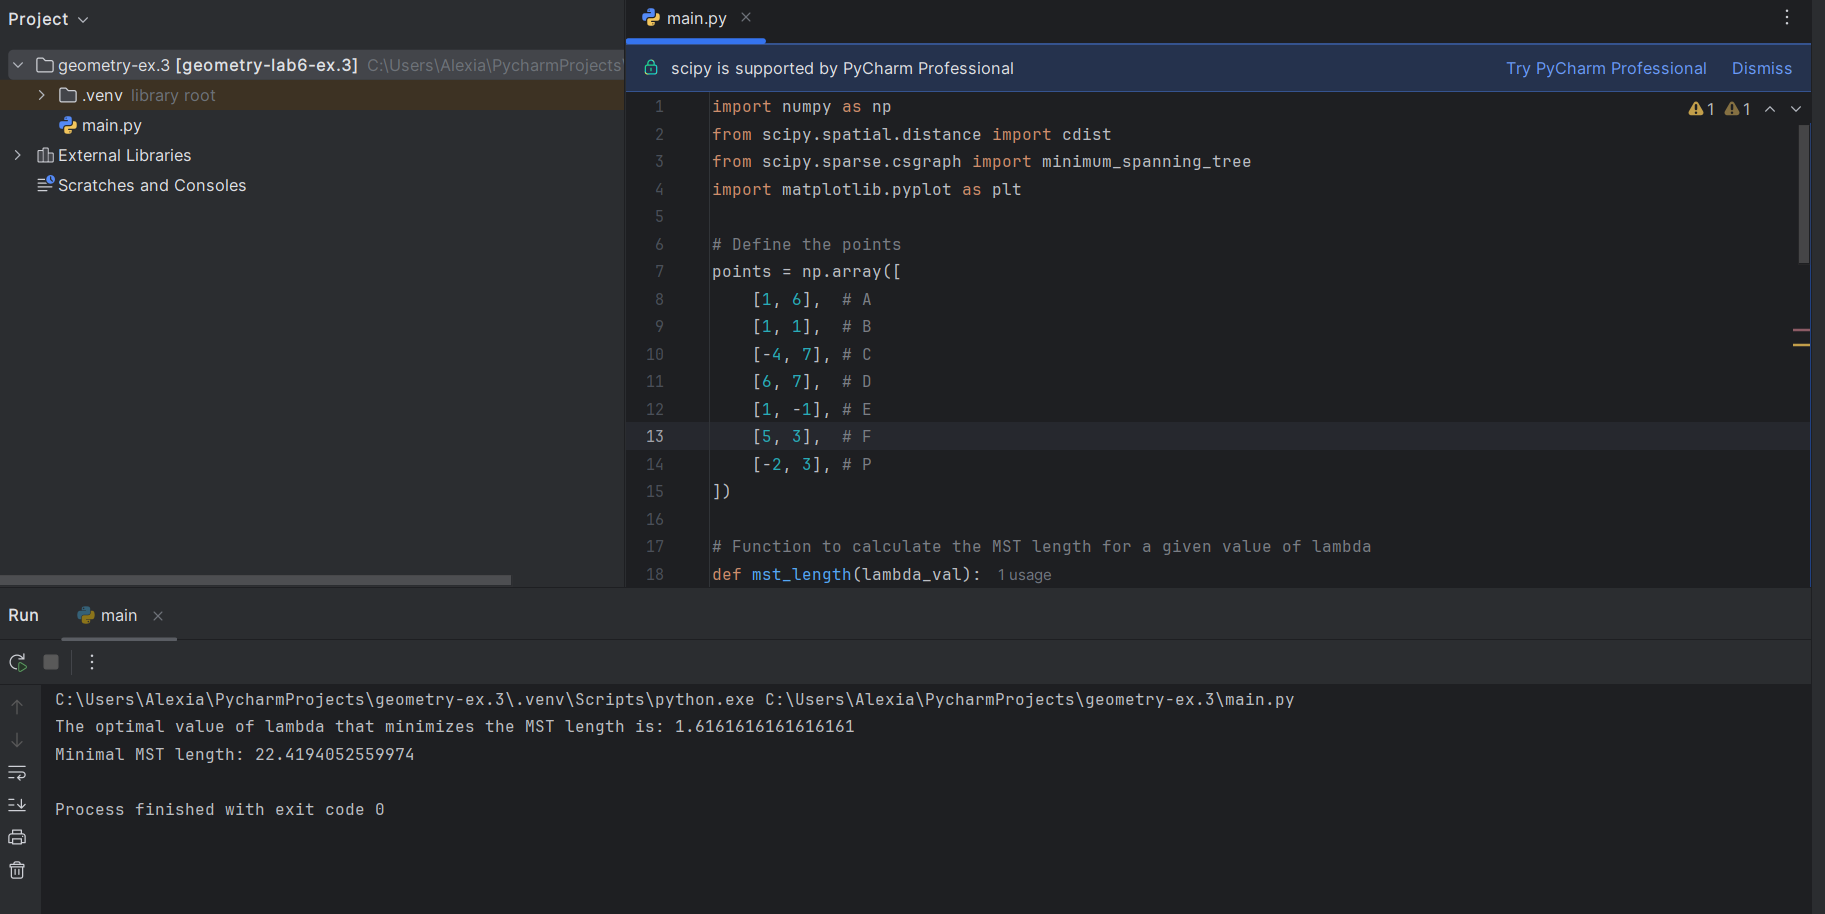 Project
geometry-ex.3 [geometry-lab6-ex.3] C:\Users\Alexia\PycharmProjects\
.venv library root
main.py
External Libraries
Scratches and Consoles
main.py
scipy is supported by PyCharm Professional Try PyCharm Professional Dismiss
1 import numpy as np
1 1
2 from scipy.spatial.distance import cdist
3 from scipy.sparse.csgraph import minimum_spanning_tree
4 import matplotlib.pyplot as plt
5
6 # Define the points
7 points = np.array([
8 [1, 6], # A
9 [1, 1], # B
10 [-4, 7], # C
11 [6, 7], # D
12 [1, -1], # E
13 [5, 3], # F
14 [-2, 3], # P
15 ])
16
17 # Function to calculate the MST length for a given value of lambda
18 def mst_length(lambda_val): 1 usage
Run main
C:\Users\Alexia\PycharmProjects\geometry-ex.3\.venv\Scripts\python.exe C:\Users\Alexia\PycharmProjects\geometry-ex.3\main.py
The optimal value of lambda that minimizes the MST length is: 1.6161616161616161
Minimal MST length: 22.4194052559974
Process finished with exit code 0